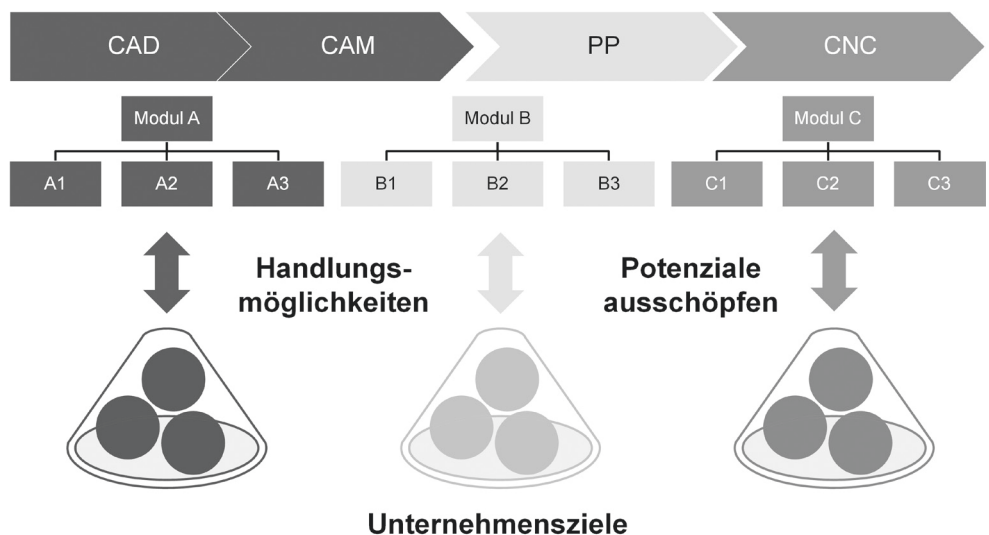 CAD
CAM
PP
CNC
Modul A
Modul B
Modul C
A1
A2
A3
B1
B2
B3
C1
C2
C3
Handlungs-
möglichkeiten
Potenziale
ausschöpfen
Unternehmensziele